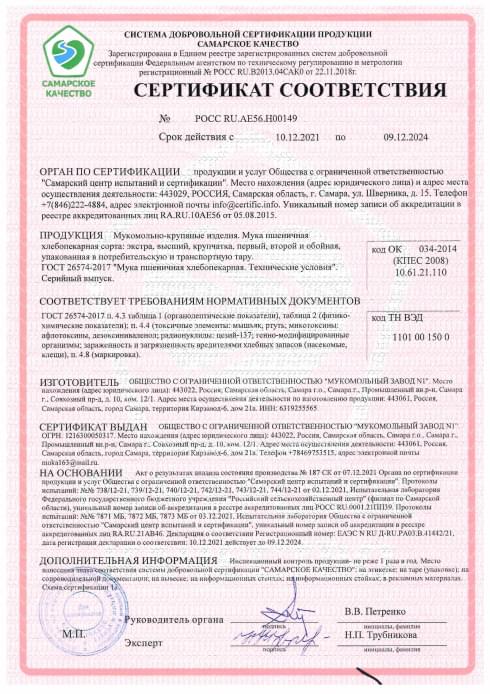 СИСТЕМА ДОБРОВОЛЬНОЙ СЕРТИФИКАЦИИ ПРОДУКЦИИ
САМАРСКОЕ КАЧЕСТВО
Зарегистрирована в Едином реестре зарегистрированных систем добровольной
сертификации Федеральным агентством по техническому регулированию и метрологии
регистрационный № РОСС RU.В2013.04САК0 от 22.11.2018г.
САМАРСКОЕ
КАЧЕСТВО
СЕРТИФИКАТ СООТВЕТСТВИЯ
№ РОСС RU.АЕ56.Н00149
Срок действия с 10.12.2021 по 09.12.2024
ОРГАН ПО СЕРТИФИКАЦИИ продукции и услуг Общества с ограниченной ответственностью
"Самарский центр испытаний и сертификации". Место нахождения (адрес юридического лица) и адрес места
осуществления деятельности: 443029, РОССИЯ, Самарская область, г. Самара, ул. Шверника, д. 15. Телефон
+7(846)222-4884, адрес электронной почты info@certific.info. Уникальный номер записи об аккредитации в
реестре аккредитованных лиц RA.RU.10АЕ56 от 05.08.2015.
ПРОДУКЦИЯ Мукомольно-крупяные изделия. Мука пшеничная
хлебопекарная сорта: экстра, высший, крупчатка, первый, второй и обойная,
упакованная в потребительскую и транспортную тару.
ГОСТ 26574-2017 "Мука пшеничная хлебопекарная. Технические условия".
Серийный выпуск.
код ОК 034-2014
(КПЕС 2008)
10.61.21.110
СООТВЕТСТВУЕТ ТРЕБОВАНИЯМ НОРМАТИВНЫХ ДОКУМЕНТОВ
ГОСТ 26574-2017 п. 4.3 таблица 1 (органолептические показатели), таблица 2 (физико-
химические показатели); п. 4.4 (токсичные элементы: мышьяк, ртуть; микотоксины:
афлотоксины, дезоксиниваленол; радионуклиды: цезий-137; генно-модифицированные
организмы; зараженность и загрязненность вредителями хлебных запасов (насекомые,
клещи), п. 4.8 (маркировка).
код ТН ВЭД
1101 00 150 0
ИЗГОТОВИТЕЛЬ ОБЩЕСТВО С ОГРАНИЧЕННОЙ ОТВЕТСТВЕННОСТЬЮ "МУКОМОЛЬНЫЙ ЗАВОД N1". Место
нахождения (адрес юридического лица): 443022, Россия, Самарская область, Самара г.о., Самара г., Промышленный вн.р-н, Самара
г., Совхозный пр-д, д. 10, ком. 12/1. Адрес места осуществления деятельности по изготовлению продукции: 443061, Россия,
Самарская область, город Самара, территория Кирзавод-6, дом 21а. ИНН: 6319255565
СЕРТИФИКАТ ВЫДАН ОБЩЕСТВО С ОГРАНИЧЕННОЙ ОТВЕТСТВЕННОСТЬЮ "МУКОМОЛЬНЫЙ ЗАВОД N1".
ОГРН: 1216300050317. Место нахождения (адрес юридического лица): 443022, Россия, Самарская область, Самара г.о., Самара г.,
Промышленный вн.р-н, Самара г., Совхозный пр-д, д. 10, ком. 12/1. Адрес места осуществления деятельности: 443061, Россия,
Самарская область, город Самара, территория Кирзавод-6, дом 21а. Телефон: +78469753515, адрес электронной почты
muka163@mail.ru.
НА ОСНОВАНИИ Акт о результатах анализа состояния производства № 187 СК от 07.12.2021 Органа по сертификации
продукции и услуг Общества с ограниченной ответственностью "Самарский центр испытаний и сертификации". Протоколы
испытаний: №№ 738/12-21, 739/12-21, 740/12-21, 742/12-21, 743/12-21, 744/12-21 от 02.12.2021, Испытательная лаборатория
Федерального государственного бюджетного учреждения "Российский сельскохозяйственный центр" (филиал по Самарской
области), уникальный номер записи об аккредитации в реестре аккредитованных лиц РОСС RU.0001.21ПЦ39. Протоколы
испытаний: №№ 7871 МБ, 7872 МБ, 7873 МБ от 03.12.2021, Испытательная лаборатория Общества с ограниченной
ответственностью "Самарский центр испытаний и сертификации", уникальный номер записи об аккредитации в реестре
аккредитованных лиц RA.RU.21АВ46. Декларация о соответствии Регистрационный номер: ЕАЭС N RU Д-RU.РА03.В.41442/21,
дата регистрации декларации о соответствии: 10.12.2021 действует до 09.12.2024.
ДОПОЛНИТЕЛЬНАЯ ИНФОРМАЦИЯ Инспекционный контроль продукции- не реже 1 раза в год. Место
нанесения знака соответствия системы добровольной сертификации "САМАРСКОЕ КАЧЕСТВО": на этикетке; на таре (упаковке); на
сопроводительной документации; на вывеске; на информационных стендах; на информационных стойках; в рекламных материалах.
Схема сертификации 1а.
Для
сертификатов
М.П.
Руководитель органа
подпись
В.В. Петренко
инициалы, фамилия
Эксперт
подпись
Н.П. Трубникова
инициалы, фамилия